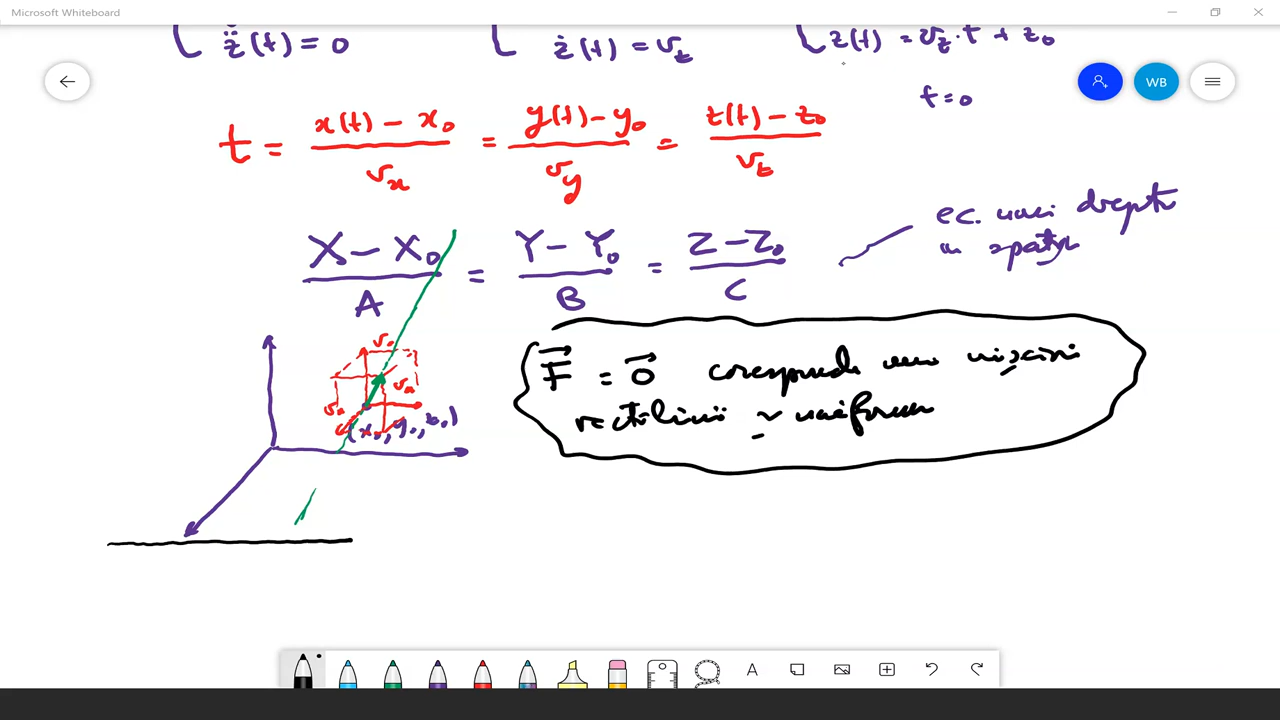 Microsoft Whiteboard
z̈(t) = 0
ż(t) = v_z
z(t) = v_z · t + z_0
t = 0
WB
t = (x(t) − x_0)/v_x = (y(t) − y_0)/v_y = (z(t) − z_0)/v_z
ec. unei drepte
în spațiu
(X − X_0)/A = (Y − Y_0)/B = (Z − Z_0)/C
F⃗ = 0⃗ corespunde unei mișcări
rectilinii și uniforme
(x_0, y_0, z_0)
A